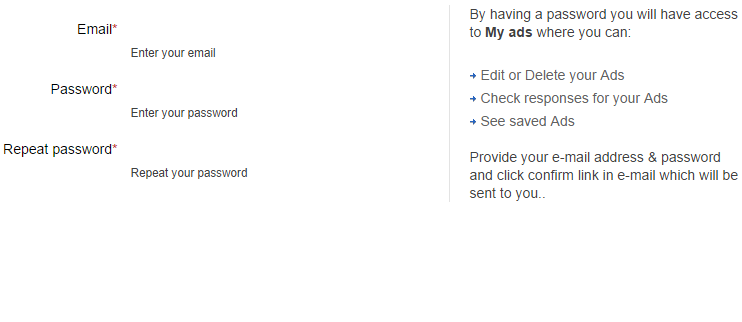 Email*
Enter your email
Password*
Enter your password
Repeat password*
Repeat your password
By having a password you will have access
to My ads where you can:
Edit or Delete your Ads
Check responses for your Ads
See saved Ads
Provide your e-mail address & password
and click confirm link in e-mail which will be
sent to you..